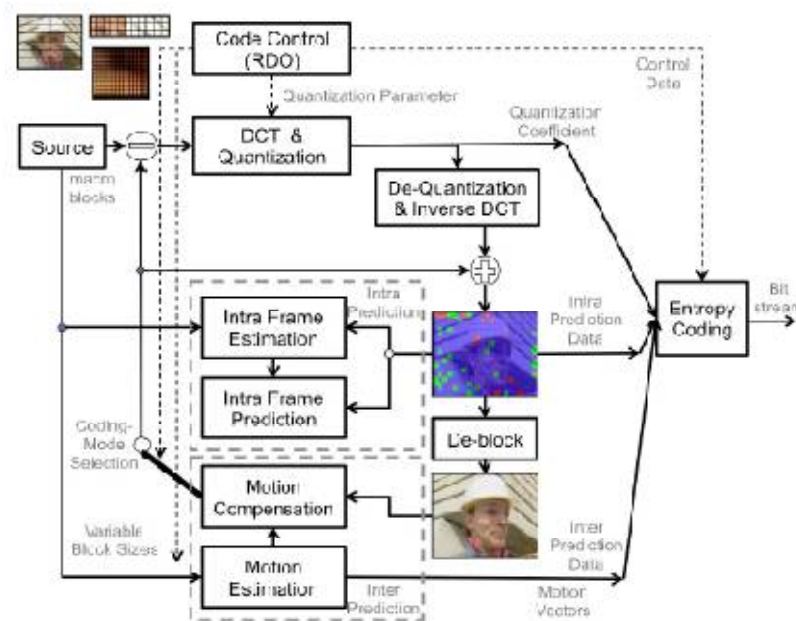 Code Control
(RDO)
Control
Data
Quantization Parameter
Quantization
Coefficient
Source
DCT &
Quantization
macro
blocks
De-Quantization
& Inverse DCT
Intra
Prediction
Intra Frame
Estimation
Intra
Prediction
Data
Entropy
Coding
Bit
stream
Intra Frame
Prediction
Coding-
Mode
Selection
De-block
Motion
Compensation
Variable
Block Sizes
Inter
Prediction
Data
Motion
Estimation
Inter
Prediction
Motion
Vectors